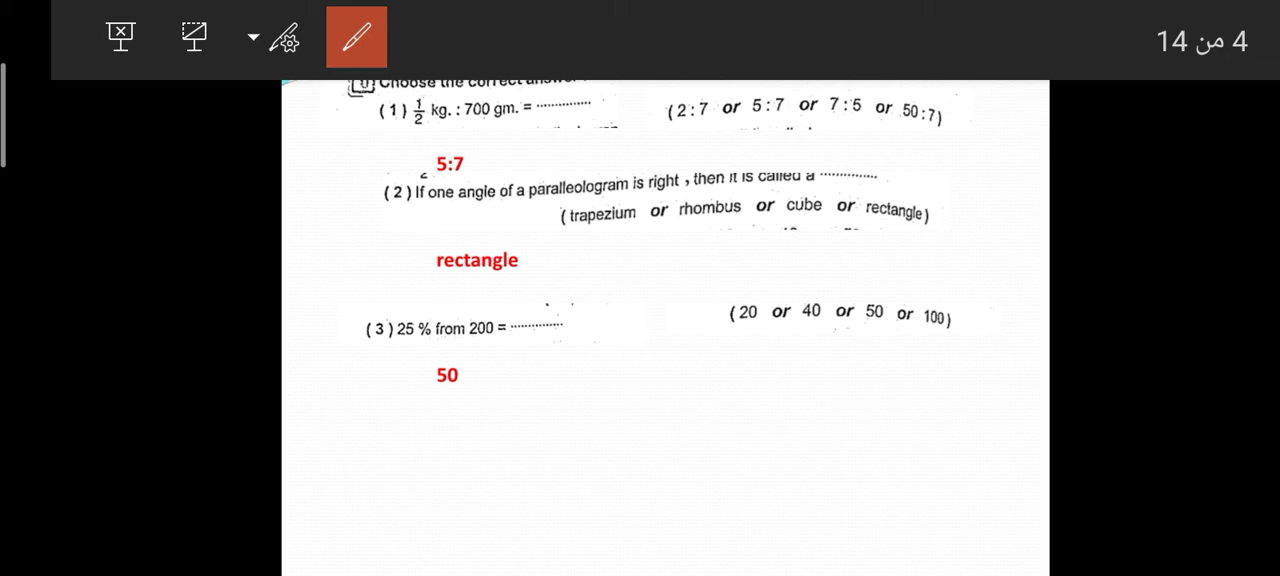 4 من 14
Choose the correct answer
( 1 ) 1/2 kg. : 700 gm. = ..............
( 2 : 7 or 5 : 7 or 7 : 5 or 50 : 7 )
5:7
( 2 ) If one angle of a paralleologram is right , then it is called a ..............
( trapezium or rhombus or cube or rectangle )
rectangle
( 3 ) 25 % from 200 = .............
( 20 or 40 or 50 or 100 )
50